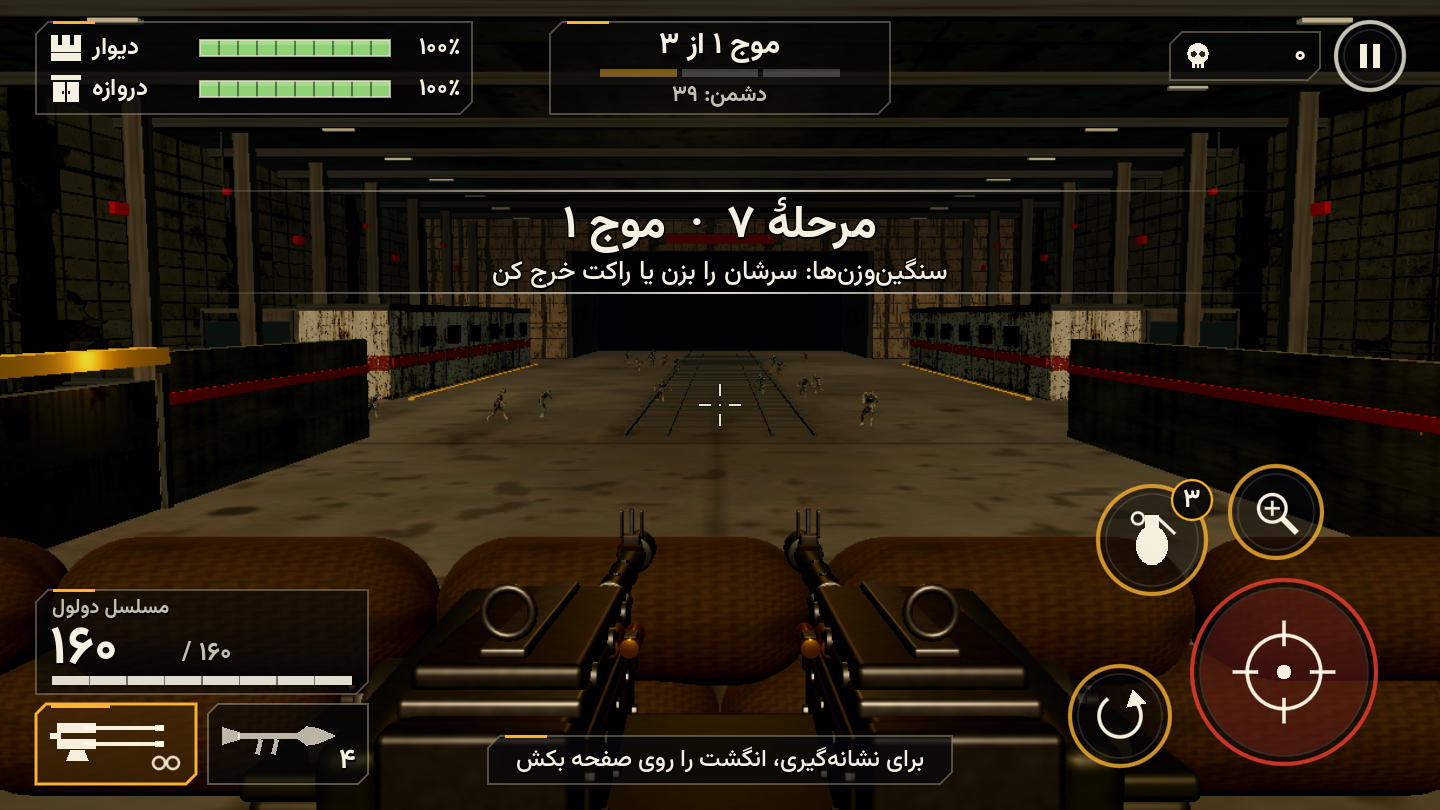 دیوار ۱۰۰٪
دروازه ۱۰۰٪
موج ۱ از ۳
دشمن: ۳۹
۰
مرحلهٔ ۷ · موج ۱
سنگین‌وزن‌ها: سرشان را بزن یا راکت خرج کن
۳
مسلسل دولول
۱۶۰ / ۱۶۰
∞
۴
برای نشانه‌گیری، انگشت را روی صفحه بکش